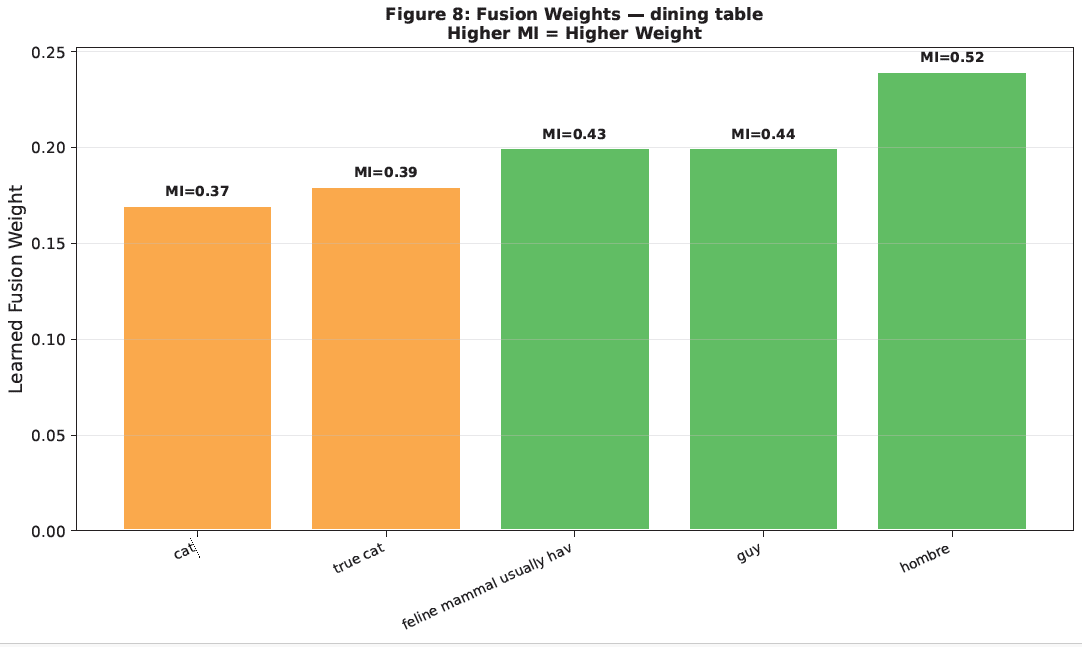 Figure 8: Fusion Weights — dining table
Higher MI = Higher Weight
Learned Fusion Weight
0.25
0.20
0.15
0.10
0.05
0.00
MI=0.37
MI=0.39
MI=0.43
MI=0.44
MI=0.52
cat
true cat
feline mammal usually hav
guy
hombre